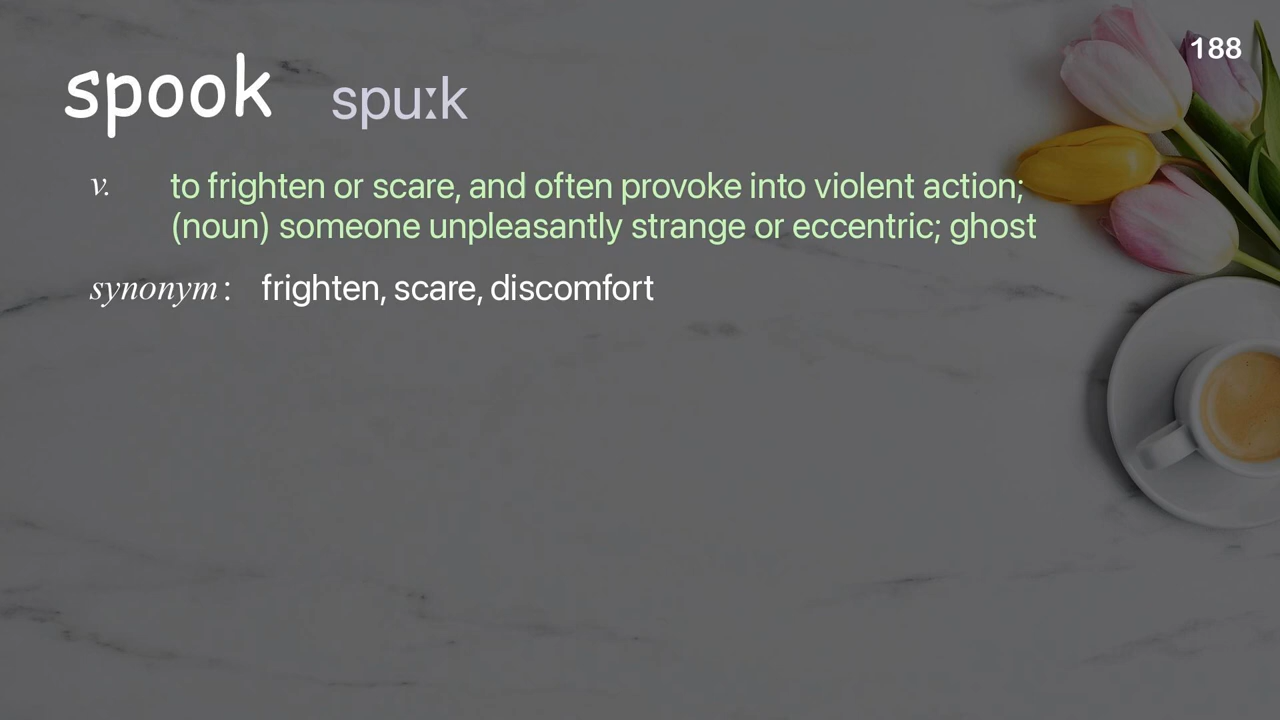 188
spook spuːk
v. to frighten or scare, and often provoke into violent action;
(noun) someone unpleasantly strange or eccentric; ghost
synonym: frighten, scare, discomfort